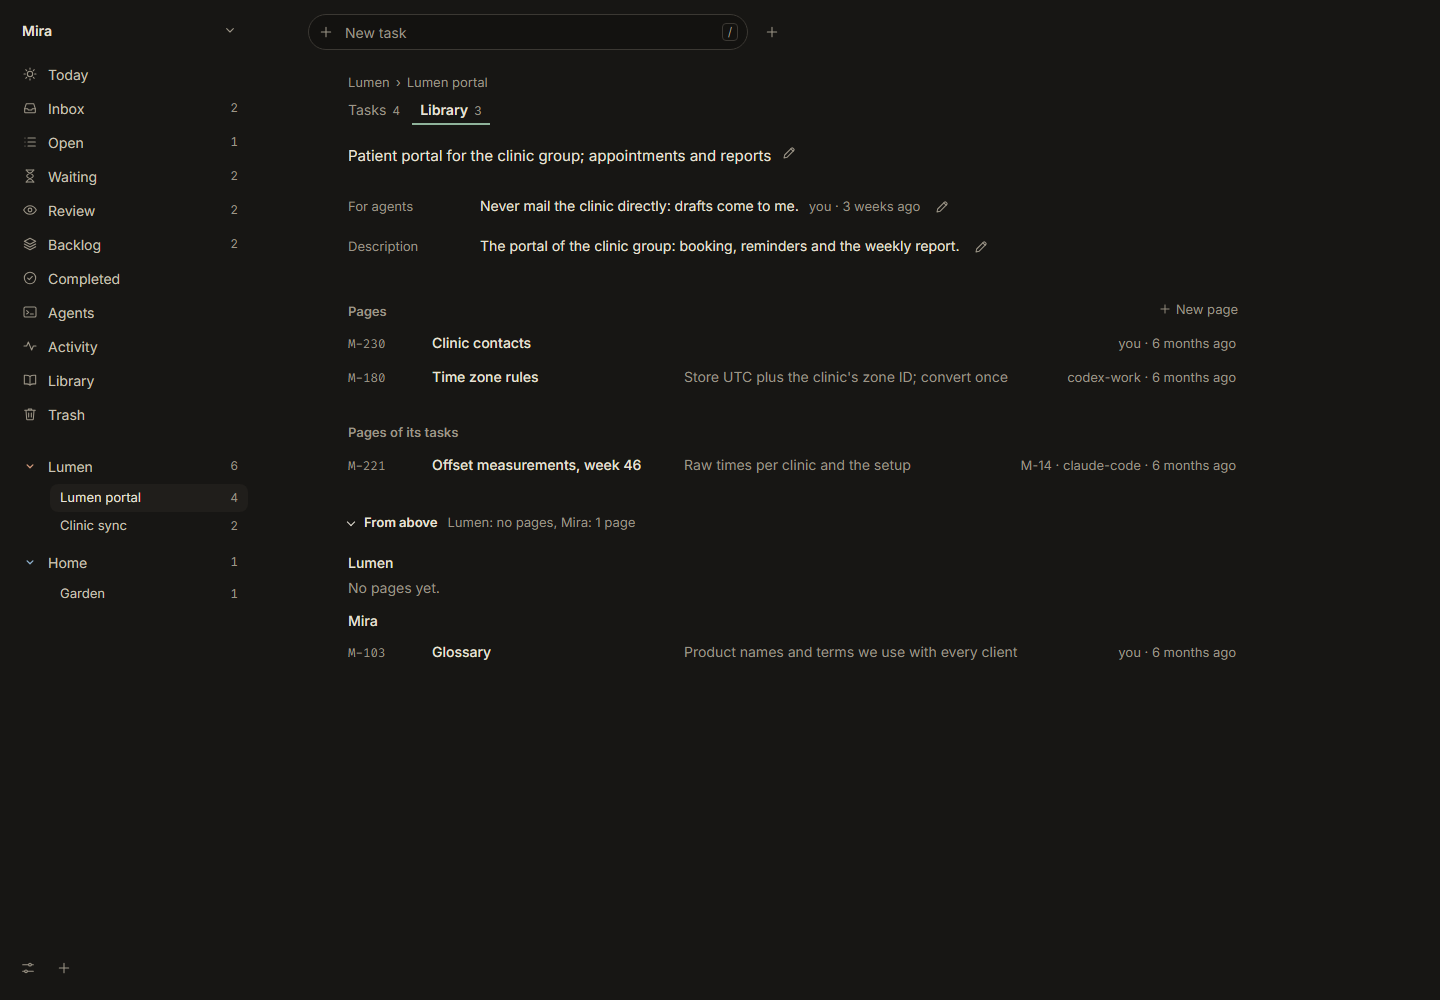 Mira
Today
Inbox 2
Open 1
Waiting 2
Review 2
Backlog 2
Completed
Agents
Activity
Library
Trash
Lumen 6
Lumen portal 4
Clinic sync 2
Home 1
Garden 1
New task /
Lumen › Lumen portal
Tasks 4 Library 3
Patient portal for the clinic group; appointments and reports
For agents Never mail the clinic directly: drafts come to me. you · 3 weeks ago
Description The portal of the clinic group: booking, reminders and the weekly report.
Pages New page
M-230 Clinic contacts you · 6 months ago
M-180 Time zone rules Store UTC plus the clinic's zone ID; convert once codex-work · 6 months ago
Pages of its tasks
M-221 Offset measurements, week 46 Raw times per clinic and the setup M-14 · claude-code · 6 months ago
From above Lumen: no pages, Mira: 1 page
Lumen
No pages yet.
Mira
M-103 Glossary Product names and terms we use with every client you · 6 months ago